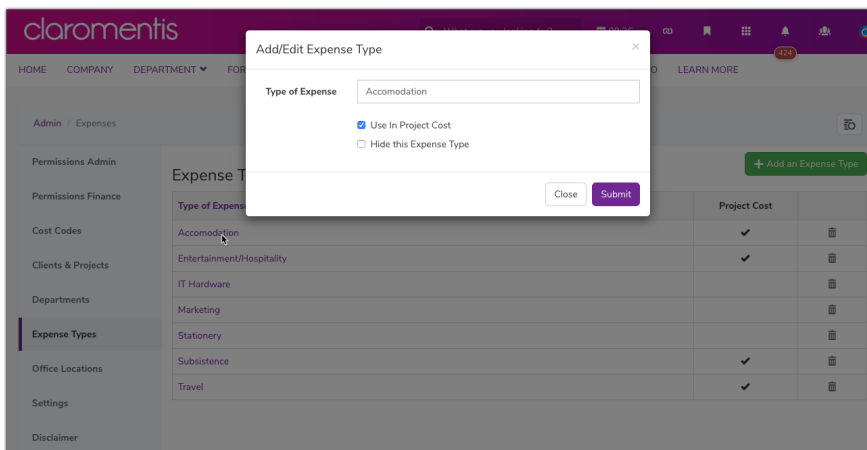 claromentis
424
HOME COMPANY DEPARTMENT LEARN MORE
Add/Edit Expense Type
Type of Expense Accomodation
Use In Project Cost
Hide this Expense Type
Close Submit
Admin / Expenses
Permissions Admin
Permissions Finance
Cost Codes
Clients & Projects
Departments
Expense Types
Office Locations
Settings
Disclaimer
+ Add an Expense Type
Project Cost
Accomodation
Entertainment/Hospitality
IT Hardware
Marketing
Stationery
Subsistence
Travel